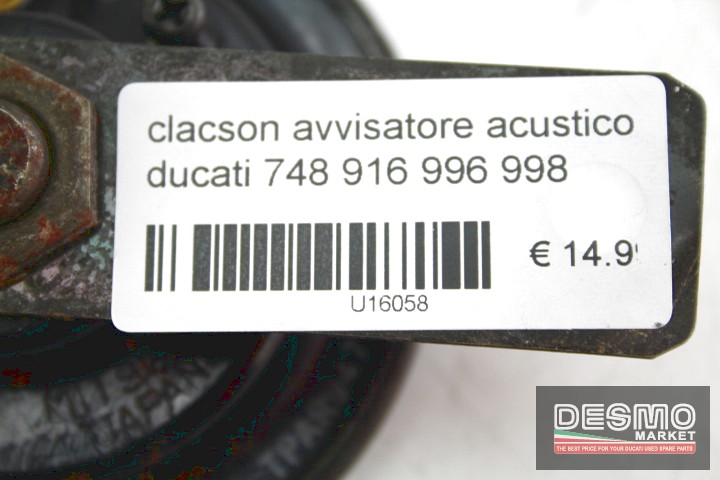 clacson avvisatore acustico
ducati 748 916 996 998
€ 14.9
U16058
JAPAN
DESMO
MARKET
THE BEST PRICE FOR YOUR DUCATI USED SPARE PARTS